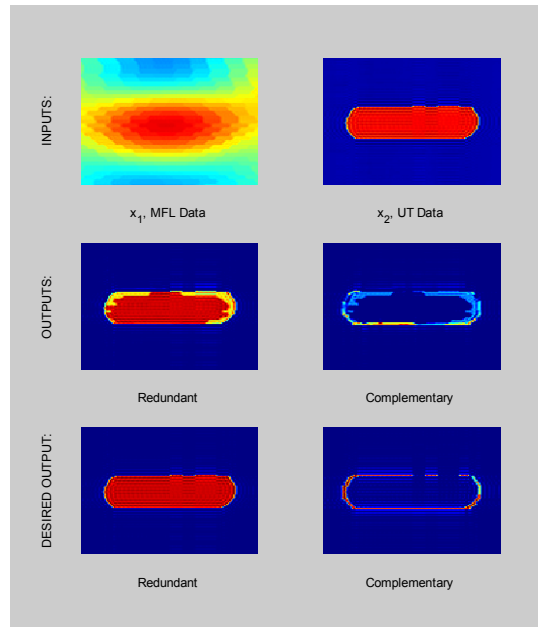 INPUTS:
x1, MFL Data
x2, UT Data
OUTPUTS:
Redundant
Complementary
DESIRED OUTPUT:
Redundant
Complementary